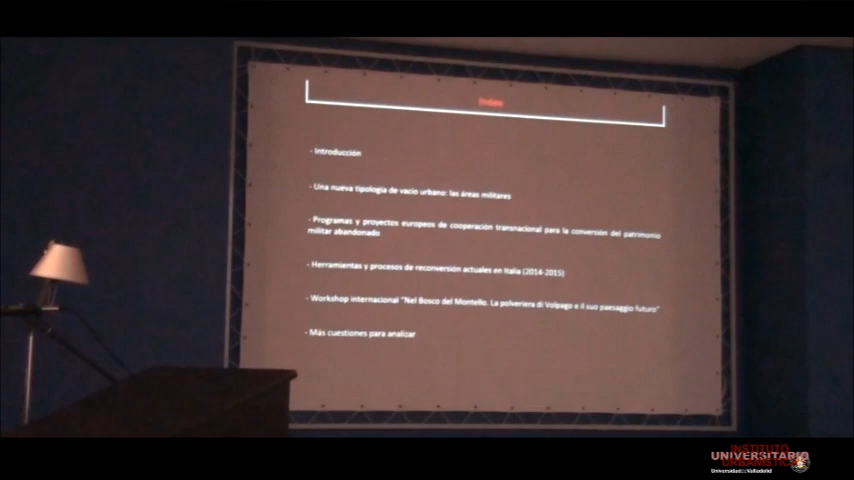 Index
- Introducción
- Una nueva tipología de vacío urbano: las áreas militares
- Programas y proyectos europeos de cooperación transnacional para la conversión del patrimonio
militar abandonado
- Herramientas y procesos de reconversión actuales en Italia (2014-2015)
- Workshop internacional "Nel Bosco del Montello. La polveriera di Volpago e il suo paesaggio futuro"
- Más cuestiones para analizar
INSTITUTO
UNIVERSITARIO
URBANÍSTICA
Universidad de Valladolid